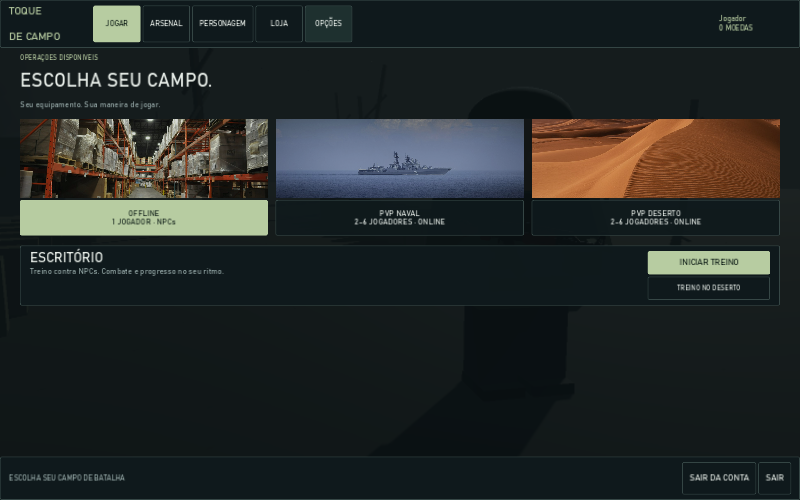 TOQUE
DE CAMPO
JOGAR
ARSENAL
PERSONAGEM
LOJA
OPÇÕES
Jogador
0 MOEDAS
OPERAÇÕES DISPONÍVEIS
ESCOLHA SEU CAMPO.
Seu equipamento. Sua maneira de jogar.
OFFLINE
1 JOGADOR · NPCs
PVP NAVAL
2-6 JOGADORES · ONLINE
PVP DESERTO
2-6 JOGADORES · ONLINE
ESCRITÓRIO
Treino contra NPCs. Combate e progresso no seu ritmo.
INICIAR TREINO
TREINO NO DESERTO
ESCOLHA SEU CAMPO DE BATALHA
SAIR DA CONTA
SAIR